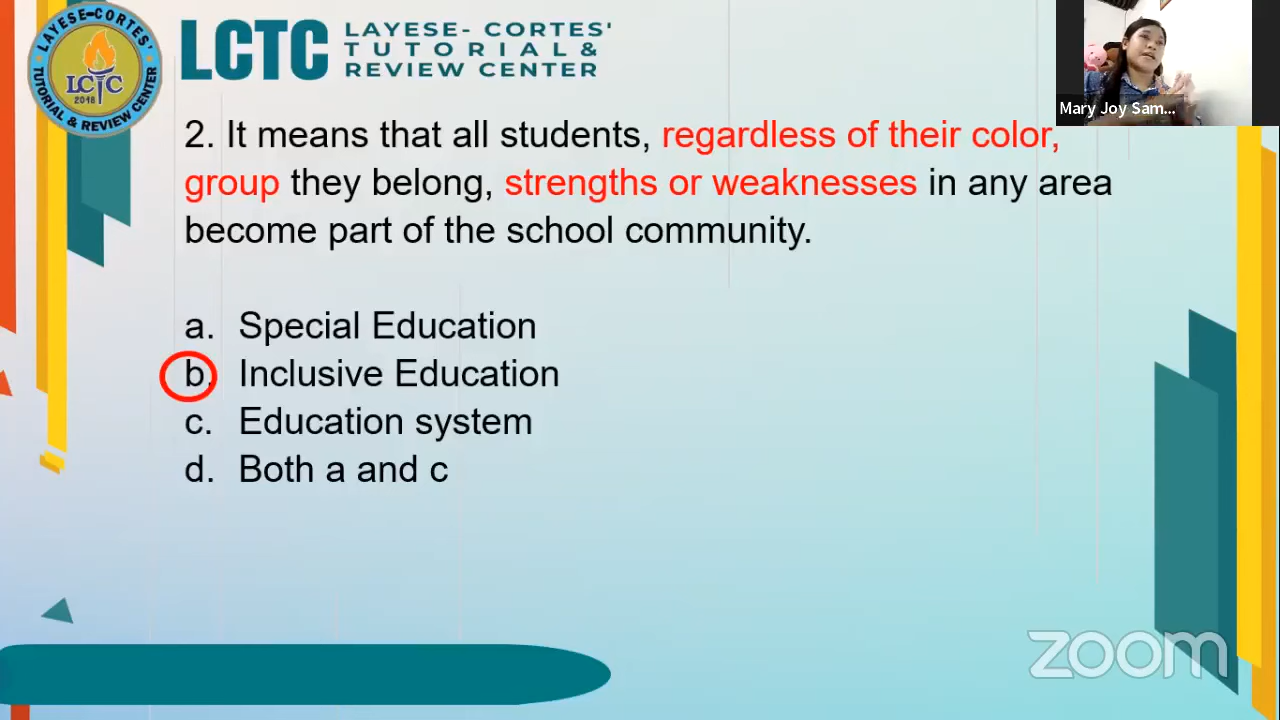 LAYESE-CORTES'
LCTC
2018
TUTORIAL & REVIEW CENTER
LCTC
LAYESE- CORTES'
TUTORIAL &
REVIEW CENTER
Mary Joy Sam...
2. It means that all students, regardless of their color,
group they belong, strengths or weaknesses in any area
become part of the school community.
a. Special Education
b. Inclusive Education
c. Education system
d. Both a and c
zoom